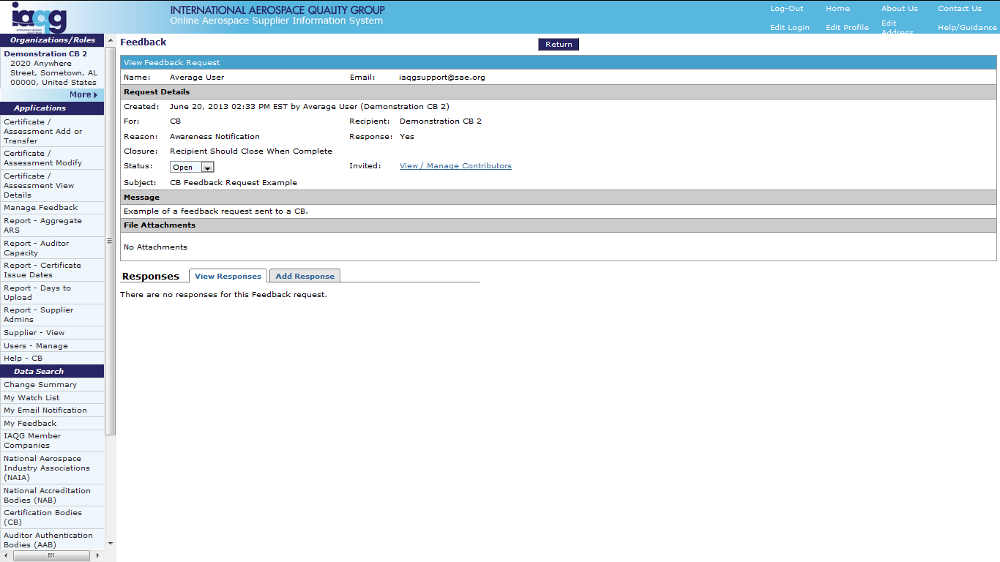 iaqg
INTERNATIONAL AEROSPACE QUALITY GROUP
Online Aerospace Supplier Information System
Log-Out Home About Us Contact Us
Edit Login Edit Profile Edit Address Help/Guidance
Organizations/Roles
Demonstration CB 2
2020 Anywhere
Street, Sometown, AL
00000, United States
More
Applications
Certificate /
Assessment Add or
Transfer
Certificate /
Assessment Modify
Certificate /
Assessment View
Details
Manage Feedback
Report - Aggregate
ARS
Report - Auditor
Capacity
Report - Certificate
Issue Dates
Report - Days to
Upload
Report - Supplier
Admins
Supplier - View
Users - Manage
Help - CB
Data Search
Change Summary
My Watch List
My Email Notification
My Feedback
IAQG Member
Companies
National Aerospace
Industry Associations
(NAIA)
National Accreditation
Bodies (NAB)
Certification Bodies
(CB)
Auditor Authentication
Bodies (AAB)
Feedback
Return
View Feedback Request
Name: Average User Email: iaqgsupport@sae.org
Request Details
Created: June 20, 2013 02:33 PM EST by Average User (Demonstration CB 2)
For: CB Recipient: Demonstration CB 2
Reason: Awareness Notification Response: Yes
Closure: Recipient Should Close When Complete
Status: Open Invited: View / Manage Contributors
Subject: CB Feedback Request Example
Message
Example of a feedback request sent to a CB.
File Attachments
No Attachments
Responses View Responses Add Response
There are no responses for this Feedback request.